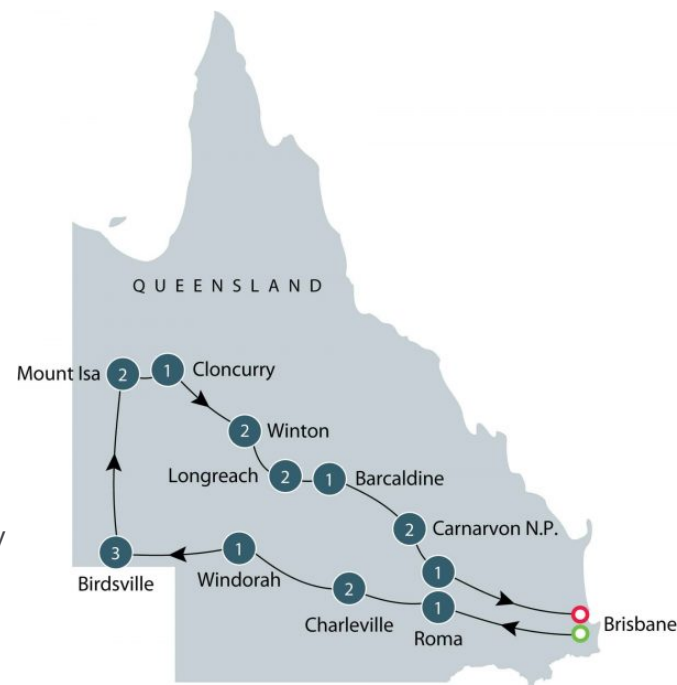 QUEENSLAND
Mount Isa 2 1 Cloncurry
2 Winton
Longreach 2 1 Barcaldine
2 Carnarvon N.P.
y
3 1 1
Birdsville Windorah 2 1 Brisbane
Charleville Roma